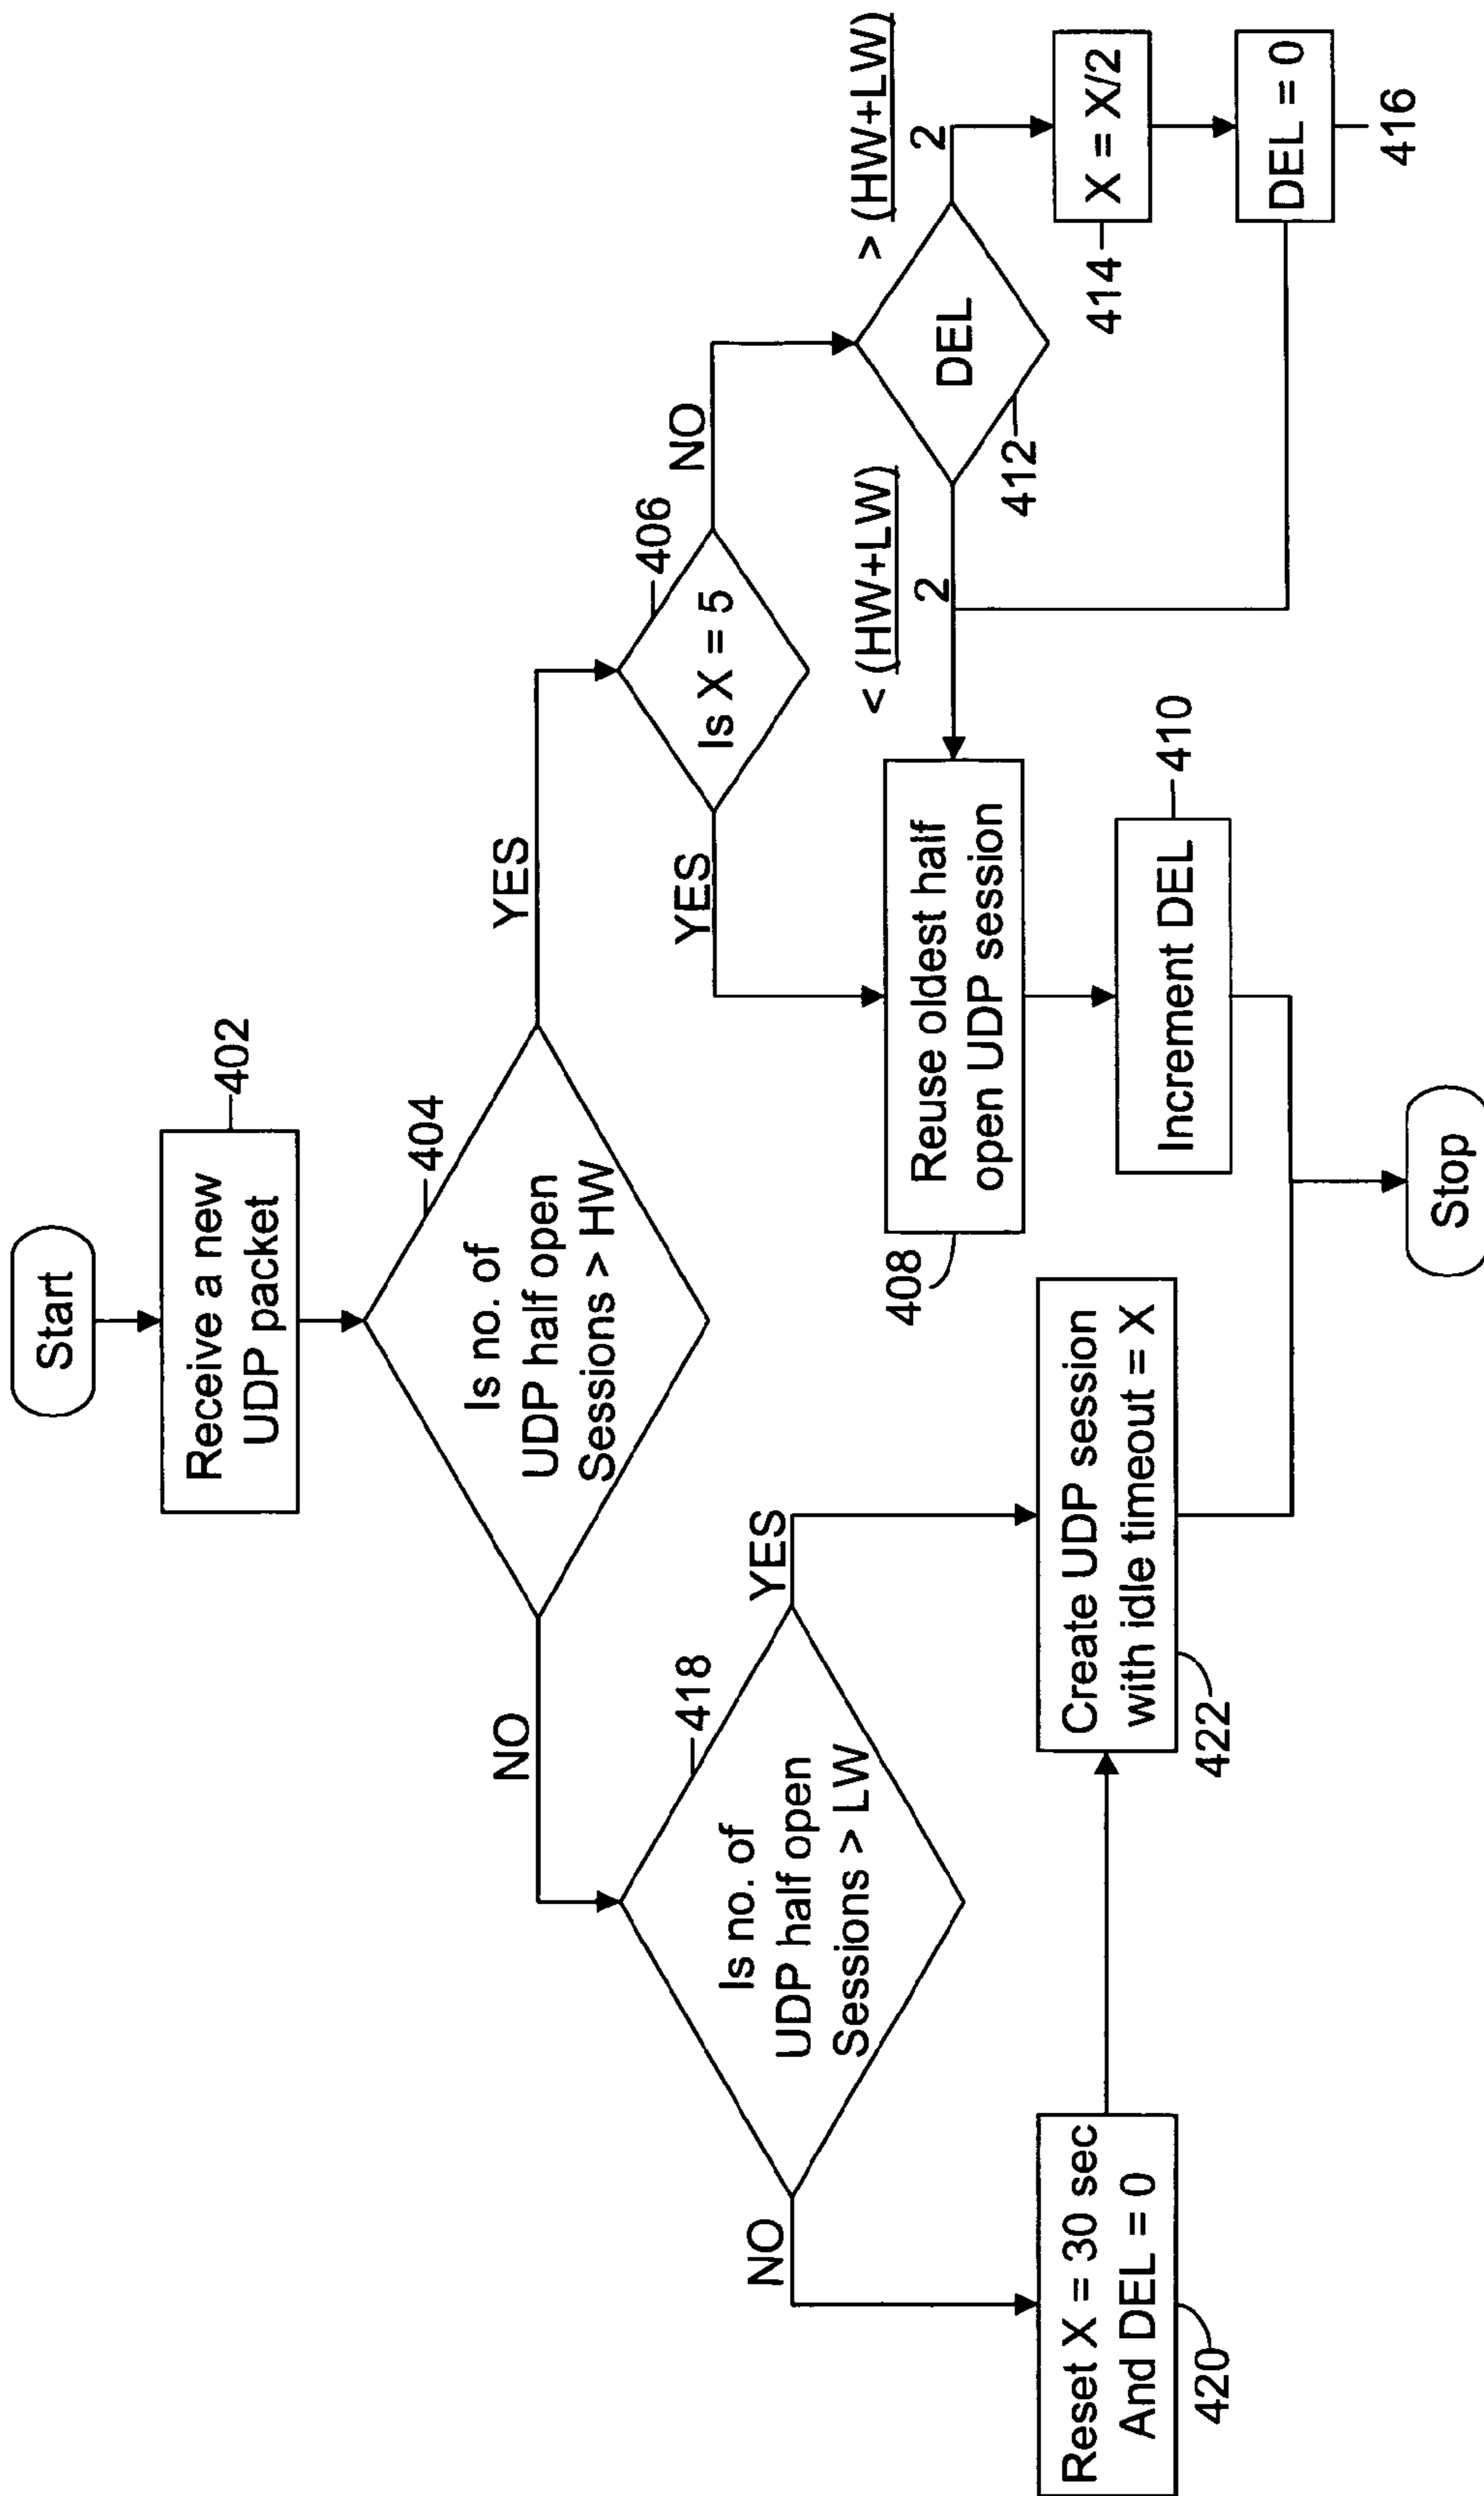 Start
Receive a new
UDP packet
402
Is no. of
UDP half open
Sessions > HW
404
NO
YES
Is no. of
UDP half open
Sessions > LW
418
NO
YES
Is X = 5
406
YES
NO
Reset X = 30 sec
And DEL = 0
420
Create UDP session
with idle timeout = X
422
Reuse oldest half
open UDP session
408
Increment DEL
410
< (HW+LW)
2
DEL
412
> (HW+LW)
2
X = X/2
414
DEL = 0
416
Stop